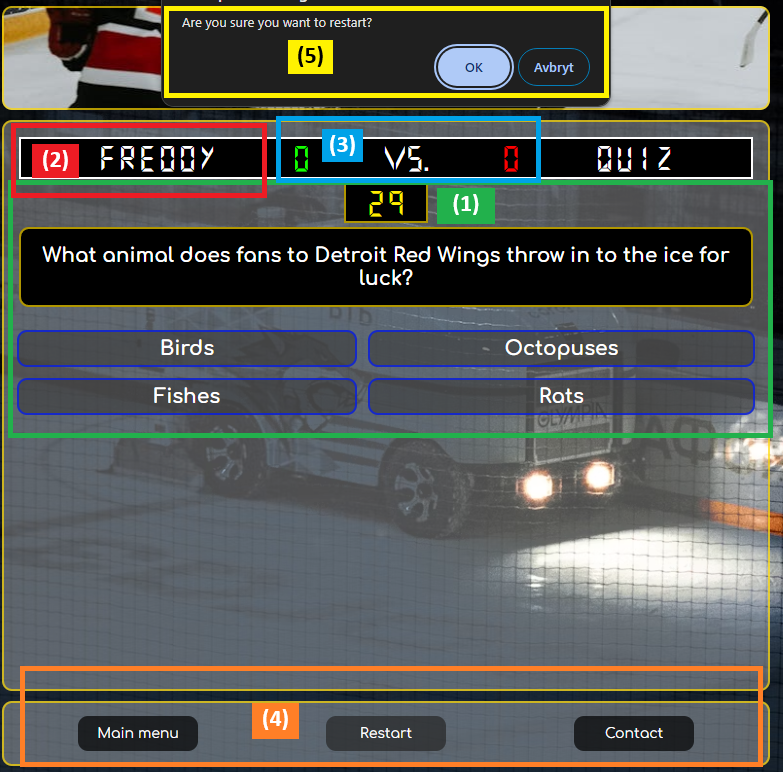 Are you sure you want to restart?
(5)
OK
Avbryt
(2)
FREDDY
0
(3)
VS.
0
QUIZ
29
(1)
What animal does fans to Detroit Red Wings throw in to the ice for
luck?
Birds
Octopuses
Fishes
Rats
OLYMPIA
(4)
Main menu
Restart
Contact